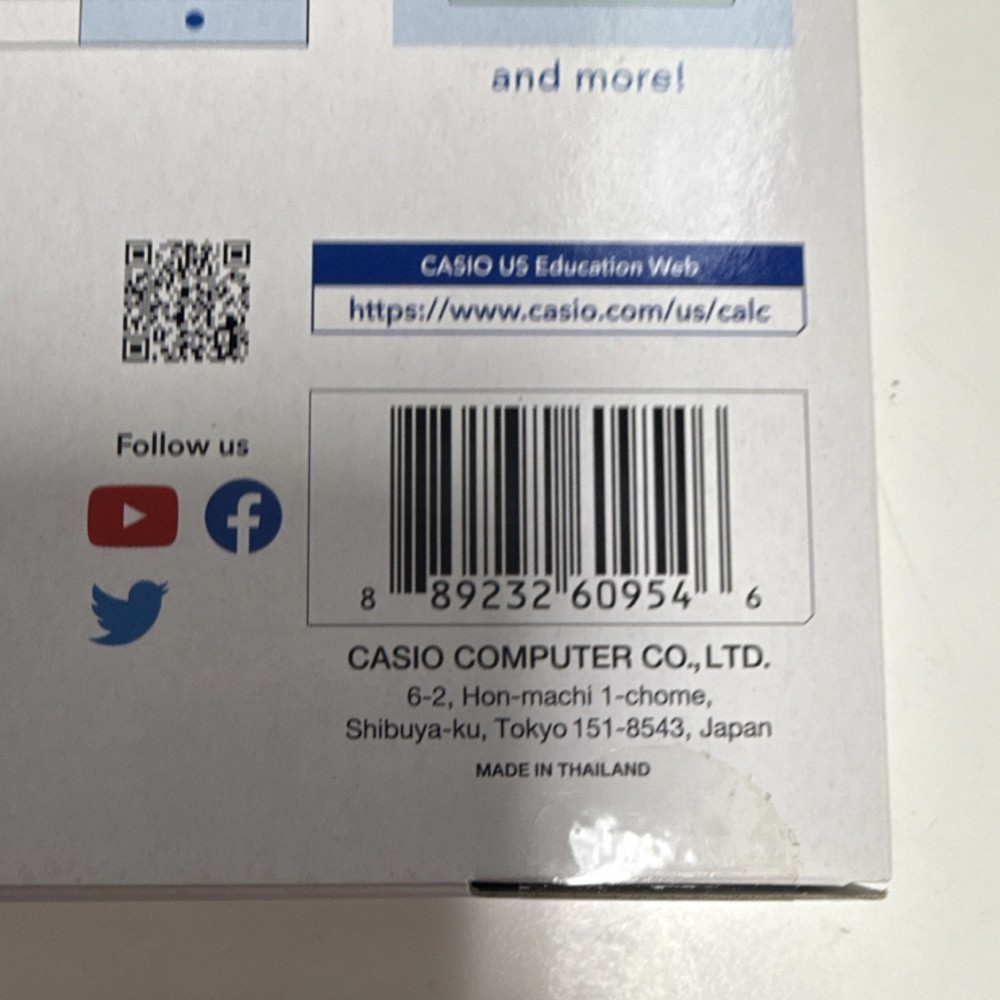 and more!
CASIO US Education Web
https://www.casio.com/us/calc
Follow us
8 89232 60954 6
CASIO COMPUTER CO.,LTD.
6-2, Hon-machi 1-chome,
Shibuya-ku, Tokyo 151-8543, Japan
MADE IN THAILAND